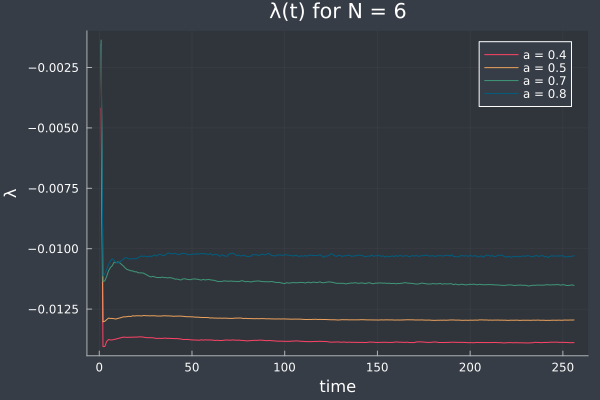 λ(t) for N = 6
a = 0.4
a = 0.5
a = 0.7
a = 0.8
−0.0025
−0.0050
−0.0075
−0.0100
−0.0125
λ
0
50
100
150
200
250
time